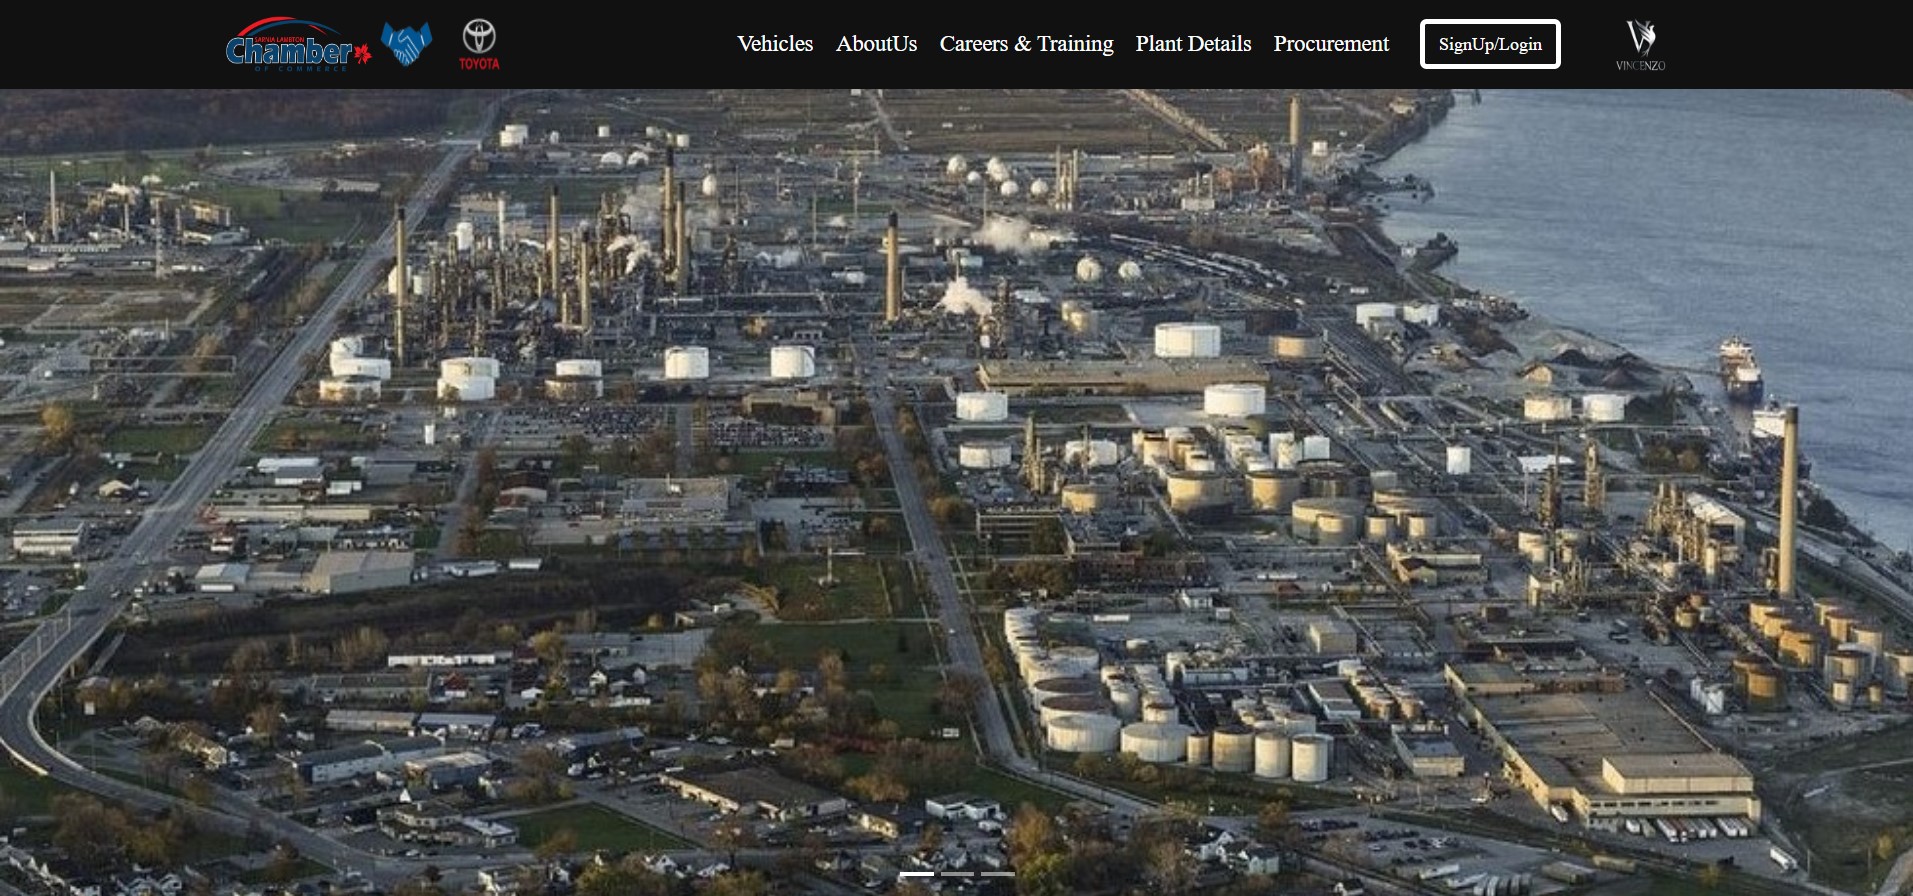 SARNIA LAMBTON
Chamber
OF COMMERCE
TOYOTA
Vehicles
AboutUs
Careers & Training
Plant Details
Procurement
SignUp/Login
VINCENZO